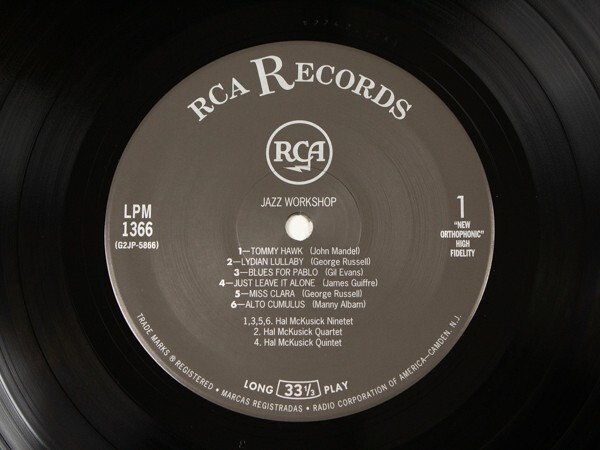 RCA RECORDS
RCA
JAZZ WORKSHOP
LPM
1366
(G2JP-5866)
1
"NEW
ORTHOPHONIC"
HIGH
FIDELITY
1—TOMMY HAWK (John Mandel)
2—LYDIAN LULLABY (George Russell)
3—BLUES FOR PABLO (Gil Evans)
4—JUST LEAVE IT ALONE (James Guiffre)
5—MISS CLARA (George Russell)
6—ALTO CUMULUS (Manny Albam)
1,3,5,6. Hal McKusick Ninetet
2. Hal McKusick Quartet
4. Hal McKusick Quintet
LONG 33⅓ PLAY
TRADE MARKS ® REGISTERED • MARCAS REGISTRADAS • RADIO CORPORATION OF AMERICA—CAMDEN, N.J.